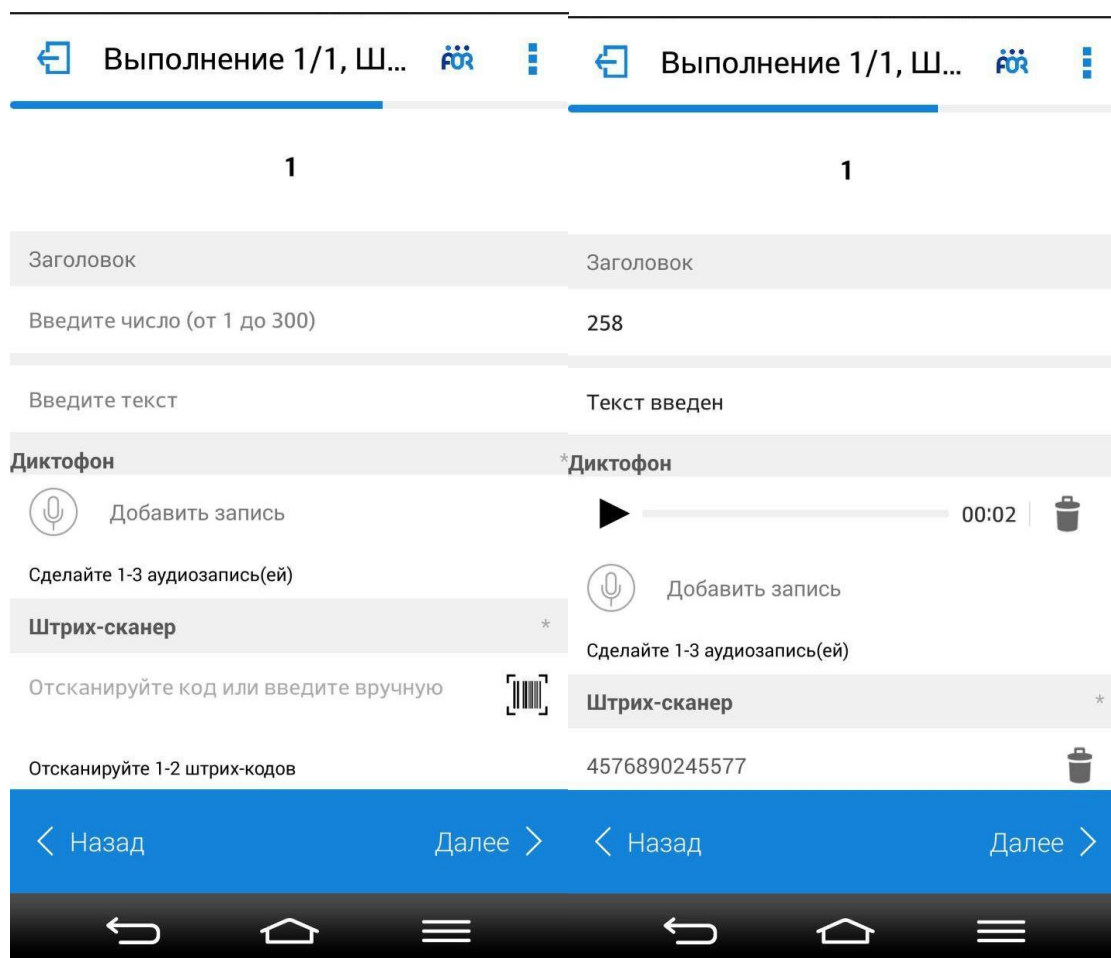 Выполнение 1/1, Ш...
FOR
1
Заголовок
Введите число (от 1 до 300)
Введите текст
Диктофон *
Добавить запись
Сделайте 1-3 аудиозапись(ей)
Штрих-сканер *
Отсканируйте код или введите вручную
Отсканируйте 1-2 штрих-кодов
Назад
Далее
Выполнение 1/1, Ш...
FOR
1
Заголовок
258
Текст введен
Диктофон
00:02
Добавить запись
Сделайте 1-3 аудиозапись(ей)
Штрих-сканер *
4576890245577
Назад
Далее